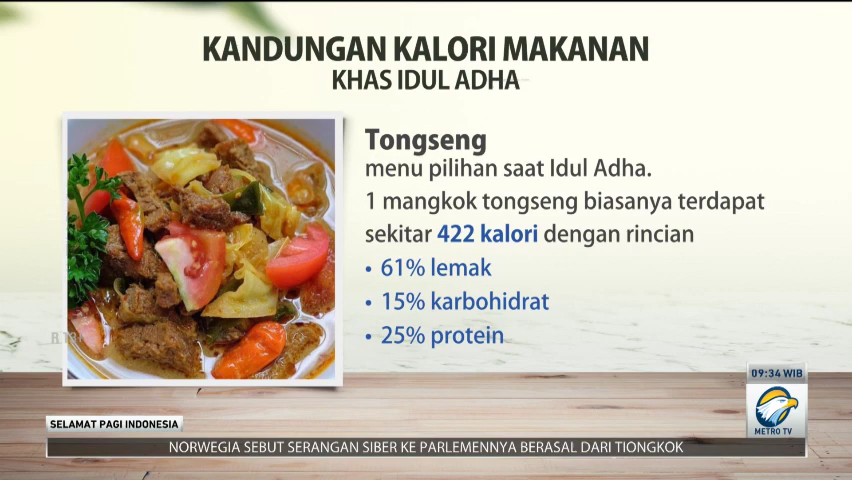 KANDUNGAN KALORI MAKANAN
KHAS IDUL ADHA
Tongseng
menu pilihan saat Idul Adha.
1 mangkok tongseng biasanya terdapat
sekitar 422 kalori dengan rincian
• 61% lemak
• 15% karbohidrat
• 25% protein
09:34 WIB
METRO TV
SELAMAT PAGI INDONESIA
NORWEGIA SEBUT SERANGAN SIBER KE PARLEMENNYA BERASAL DARI TIONGKOK